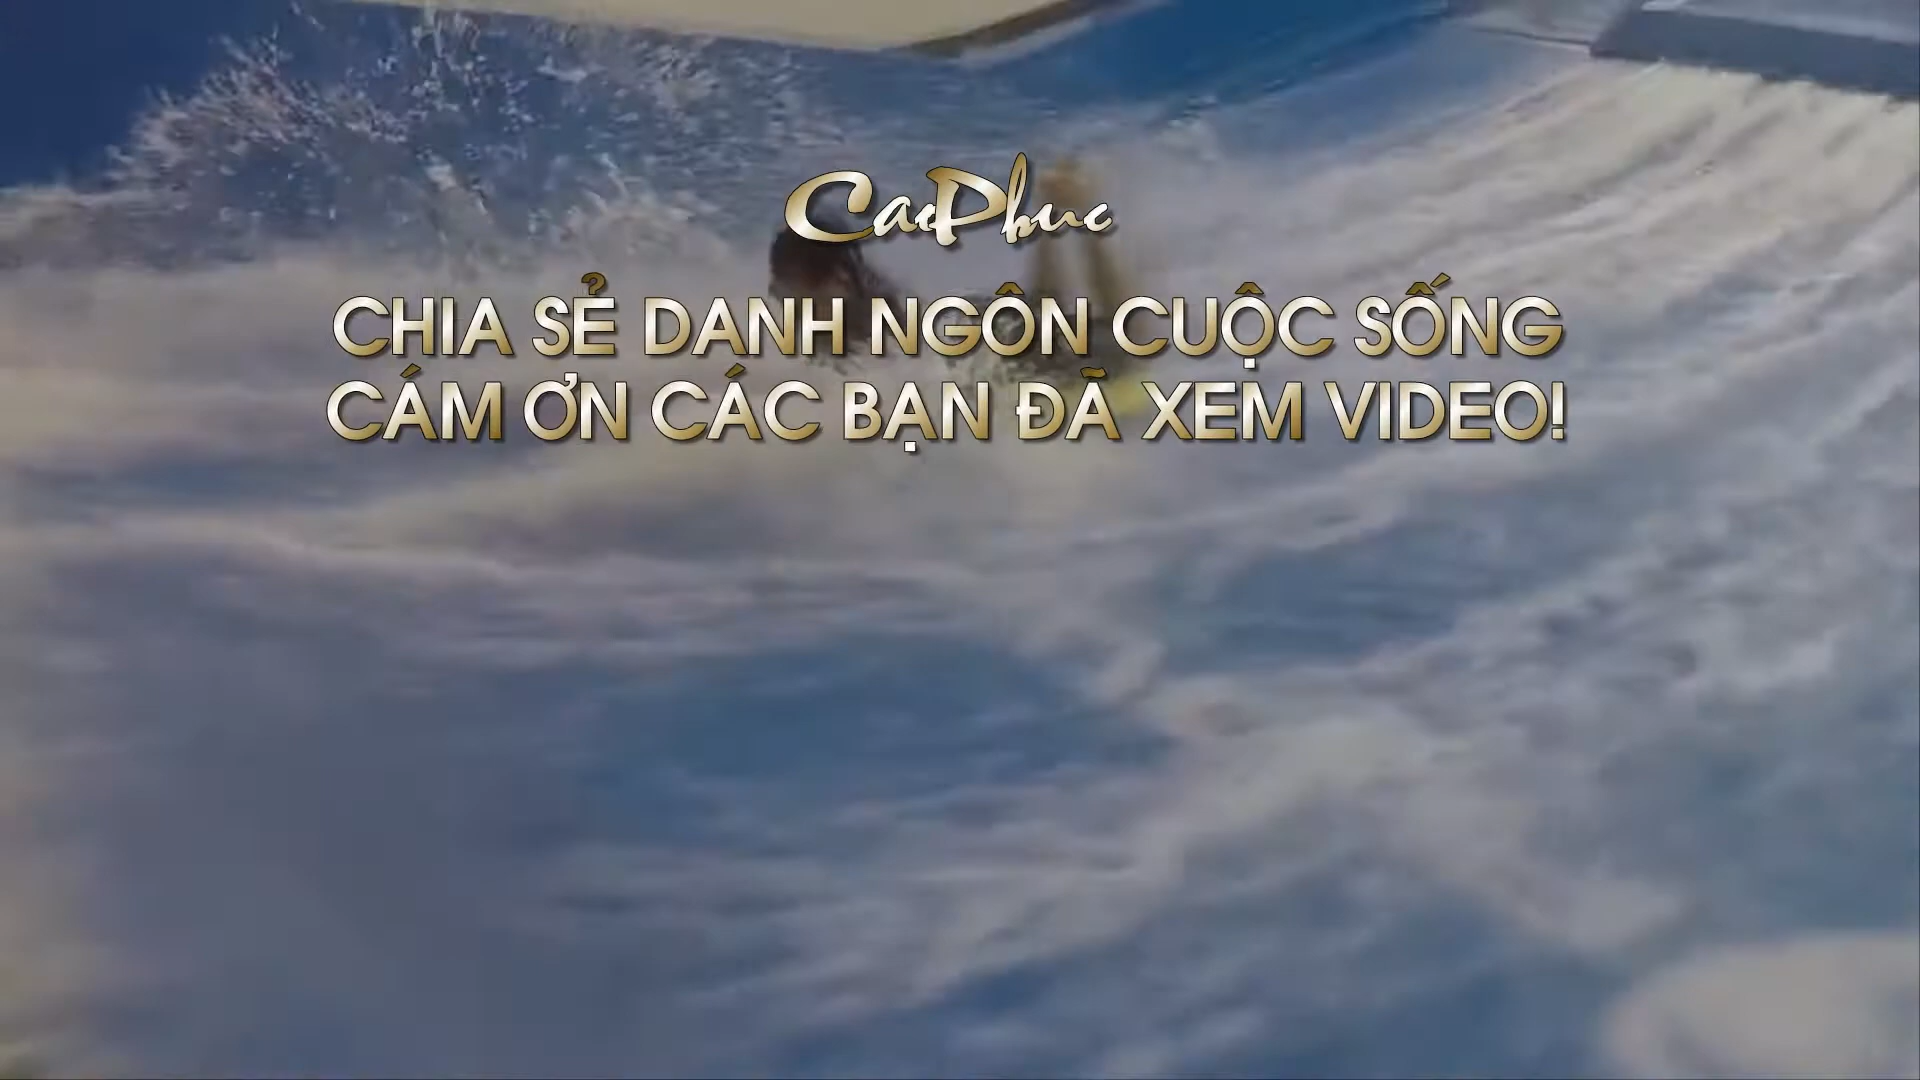 CaoPhuc
CHIA SẺ DANH NGÔN CUỘC SỐNG
CÁM ƠN CÁC BẠN ĐÃ XEM VIDEO!